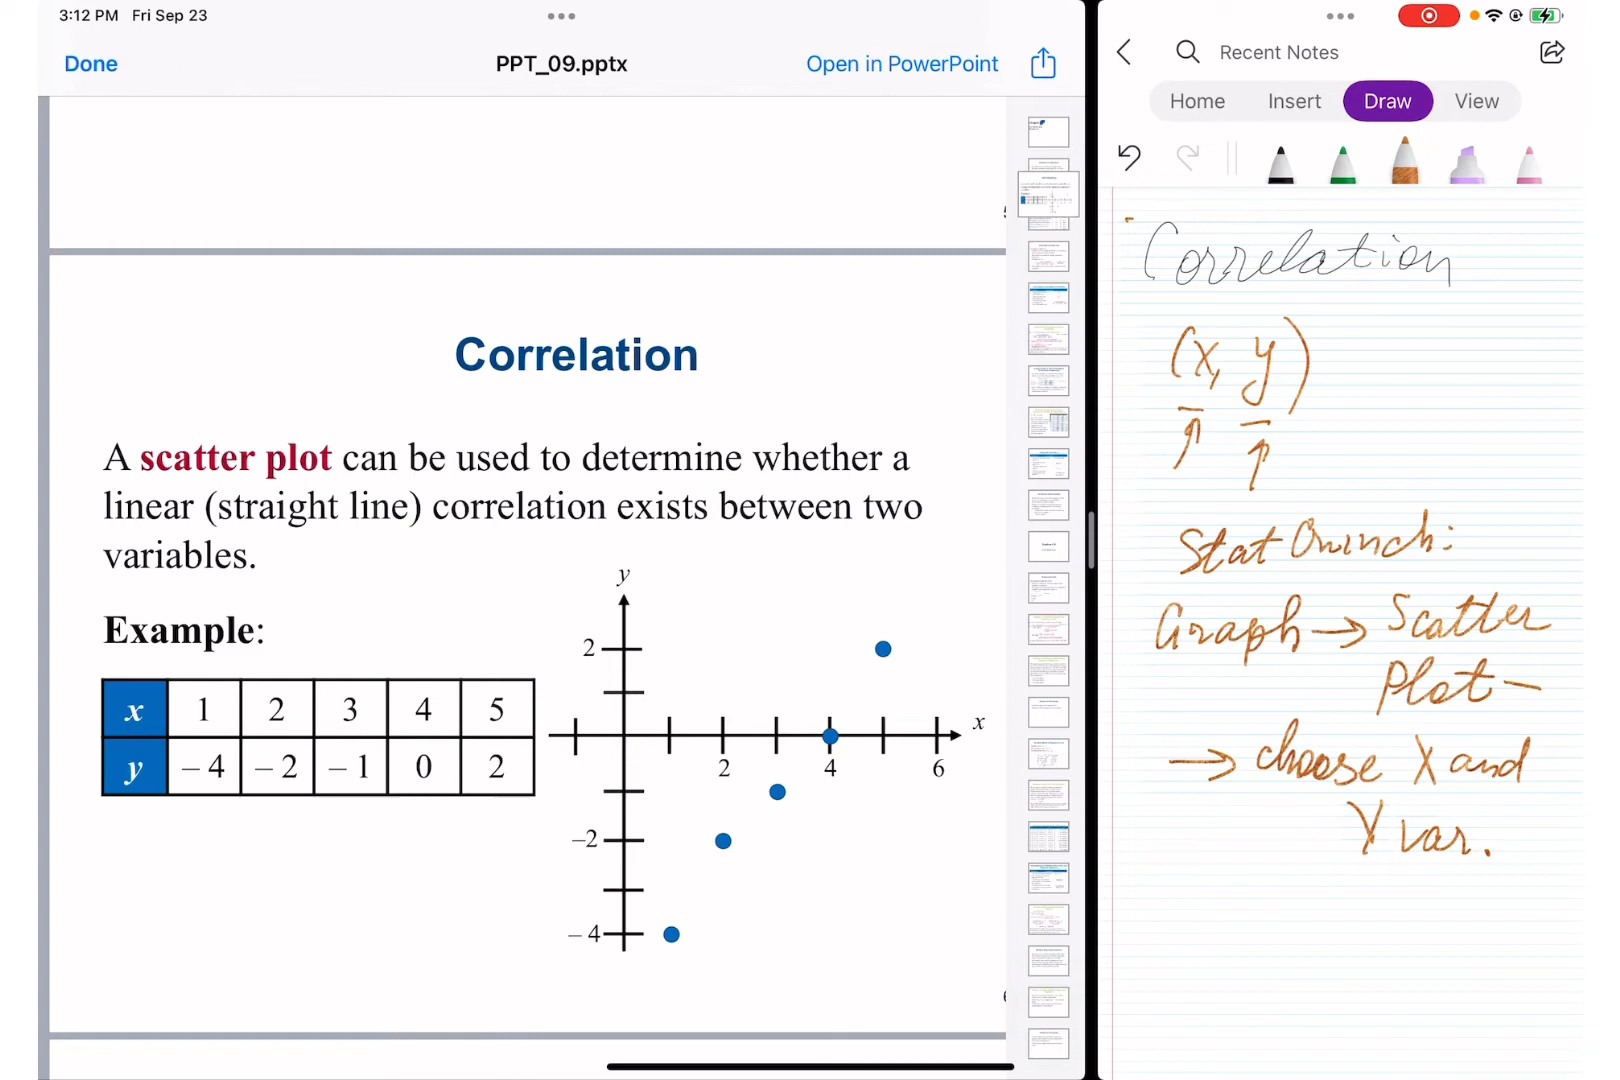 3:12 PM Fri Sep 23
Done
PPT_09.pptx
Open in PowerPoint
Correlation
A scatter plot can be used to determine whether a
linear (straight line) correlation exists between two
variables.
Example:
x 1 2 3 4 5
y – 4 – 2 – 1 0 2
y
2
x
2 4 6
–2
– 4
Recent Notes
Home Insert Draw View
Correlation
(x, y)
Stat Crunch:
Graph → Scatter
Plot –
→ choose X and
Y var.